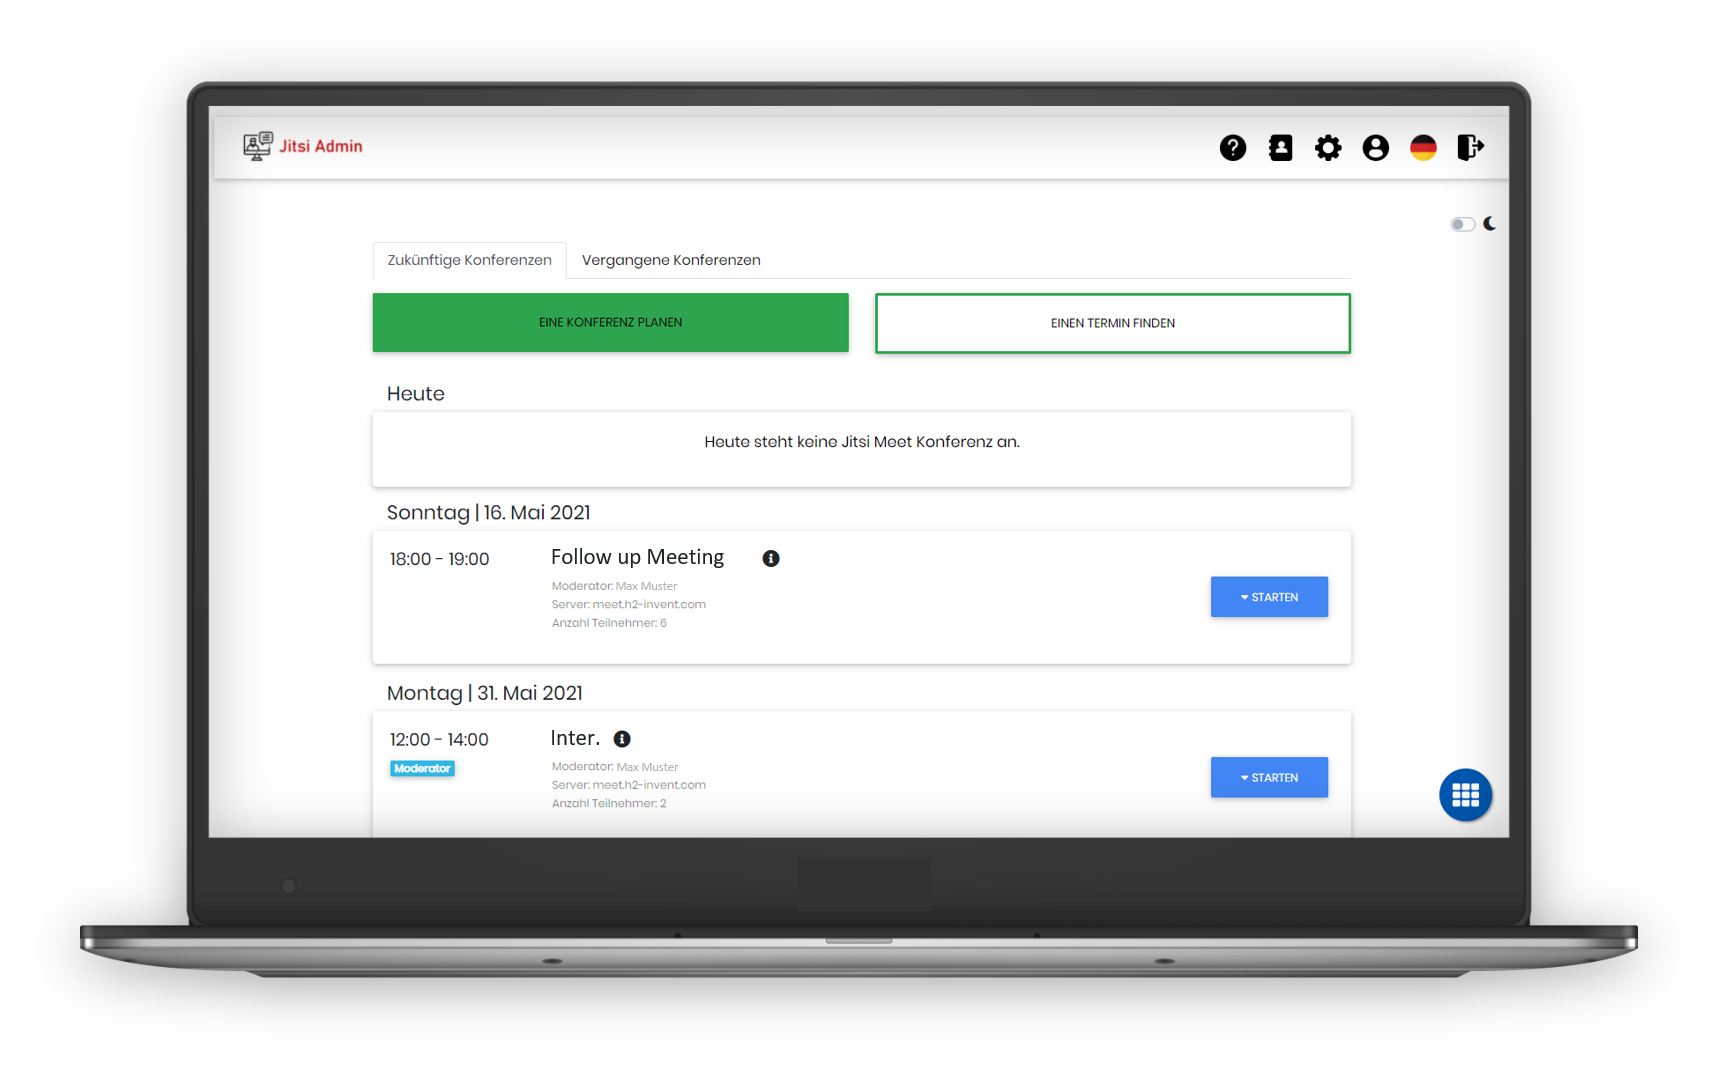 Jitsi Admin
Zukünftige Konferenzen
Vergangene Konferenzen
EINE KONFERENZ PLANEN
EINEN TERMIN FINDEN
Heute
Heute steht keine Jitsi Meet Konferenz an.
Sonntag | 16. Mai 2021
18:00 - 19:00
Follow up Meeting
Moderator: Max Muster
Server: meet.h2-invent.com
Anzahl Teilnehmer: 6
STARTEN
Montag | 31. Mai 2021
12:00 - 14:00
Moderator
Inter.
Moderator: Max Muster
Server: meet.h2-invent.com
Anzahl Teilnehmer: 2
STARTEN